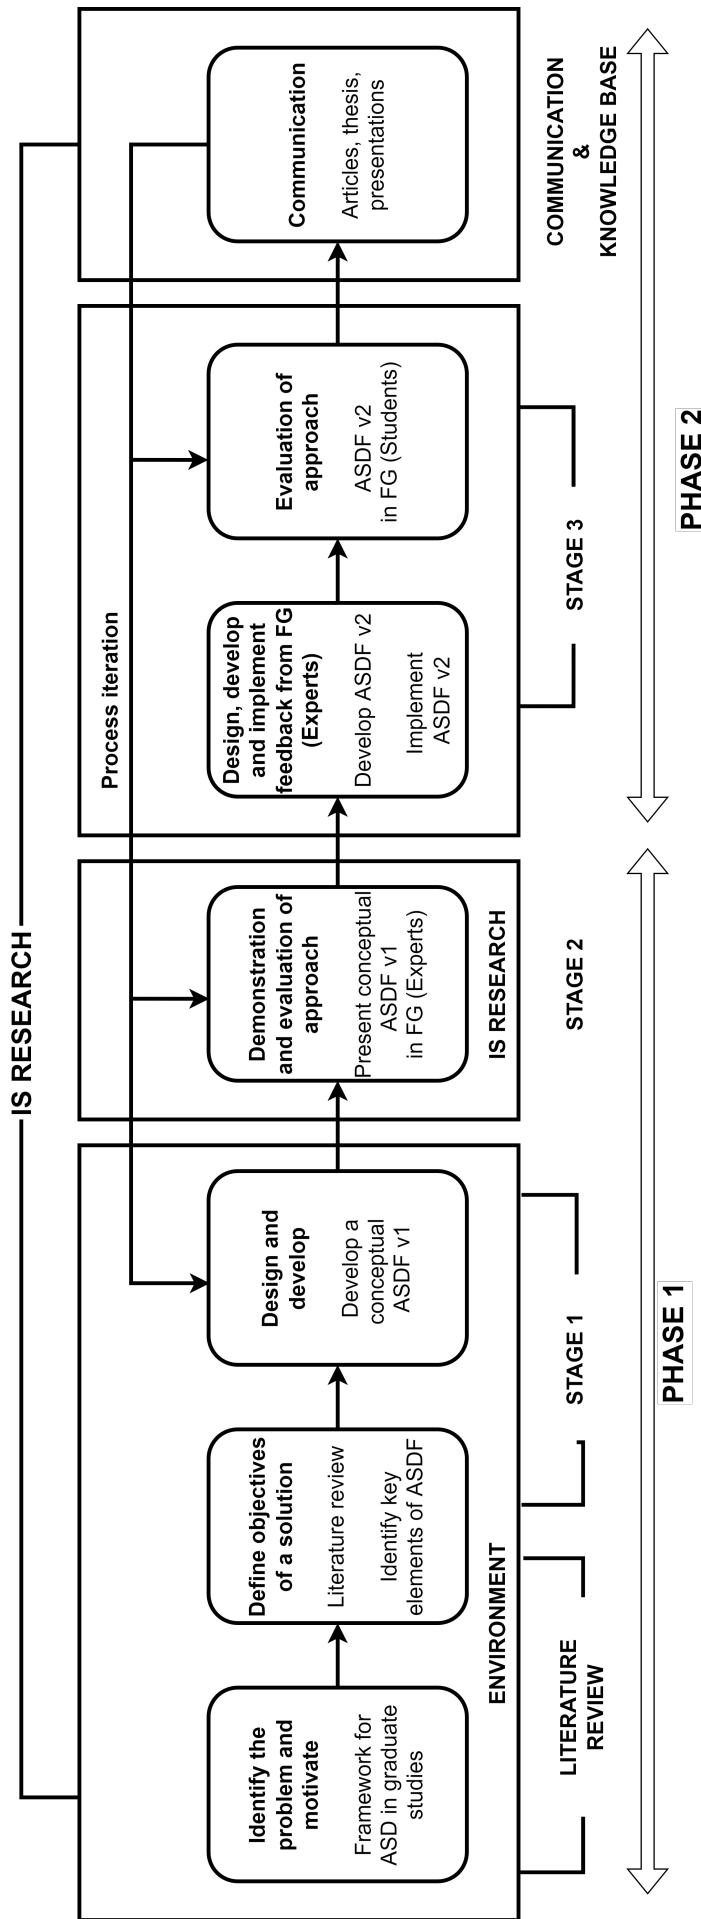 IS RESEARCH
Process iteration
Identify the
problem and
motivate
Framework for
ASD in graduate
studies
Define objectives
of a solution
Literature review
Identify key
elements of ASDF
Design and
develop
Develop a
conceptual
ASDF v1
ENVIRONMENT
Demonstration
and evaluation of
approach
Present conceptual
ASDF v1
in FG (Experts)
IS RESEARCH
Design, develop
and implement
feedback from FG
(Experts)
Develop ASDF v2
Implement
ASDF v2
Evaluation of
approach
ASDF v2
in FG (Students)
Communication
Articles, thesis,
presentations
LITERATURE
REVIEW
STAGE 1
STAGE 2
STAGE 3
COMMUNICATION
&
KNOWLEDGE BASE
PHASE 1
PHASE 2